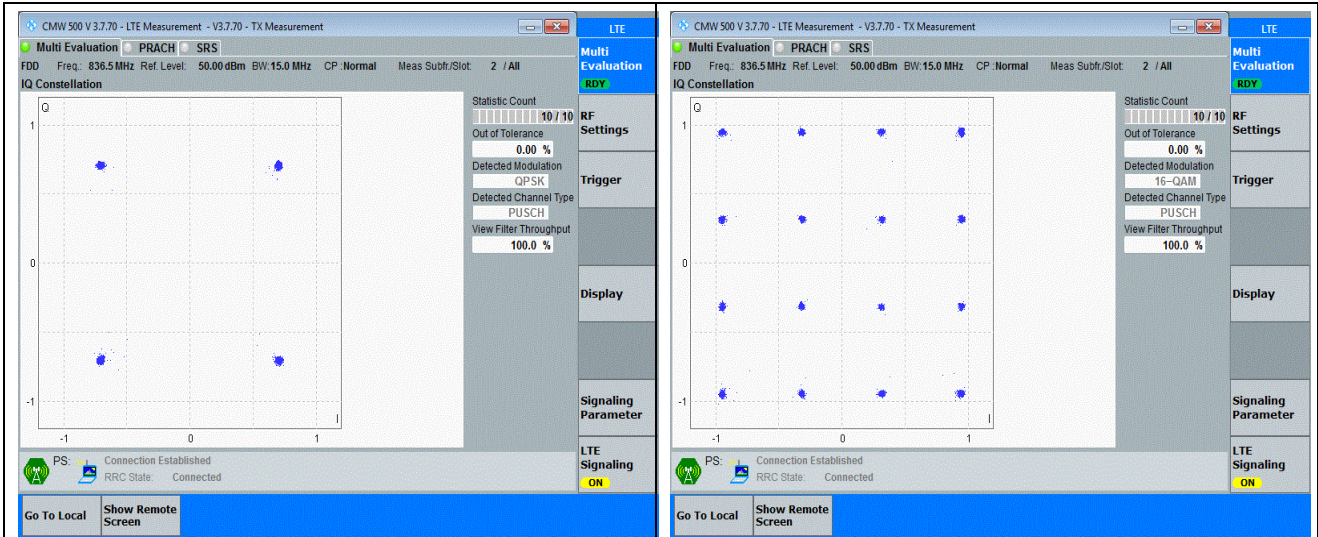 CMW 500 V 3.7.70 - LTE Measurement - V3.7.70 - TX Measurement
LTE
Multi Evaluation PRACH SRS
Multi
Evaluation
RDY
FDD Freq.: 836.5 MHz Ref. Level: 50.00 dBm BW: 15.0 MHz CP : Normal Meas Subfr./Slot: 2 / All
IQ Constellation
Q
1
0
-1
-1
0
1
I
Statistic Count
10 / 10
Out of Tolerance
0.00 %
Detected Modulation
QPSK
Detected Channel Type
PUSCH
View Filter Throughput
100.0 %
RF
Settings
Trigger
Display
Signaling
Parameter
LTE
Signaling
ON
PS: Connection Established
RRC State: Connected
Go To Local
Show Remote
Screen
CMW 500 V 3.7.70 - LTE Measurement - V3.7.70 - TX Measurement
LTE
Multi Evaluation PRACH SRS
Multi
Evaluation
RDY
FDD Freq.: 836.5 MHz Ref. Level: 50.00 dBm BW: 15.0 MHz CP : Normal Meas Subfr./Slot: 2 / All
IQ Constellation
Q
1
0
-1
-1
0
1
I
Statistic Count
10 / 10
Out of Tolerance
0.00 %
Detected Modulation
16-QAM
Detected Channel Type
PUSCH
View Filter Throughput
100.0 %
RF
Settings
Trigger
Display
Signaling
Parameter
LTE
Signaling
ON
PS: Connection Established
RRC State: Connected
Go To Local
Show Remote
Screen